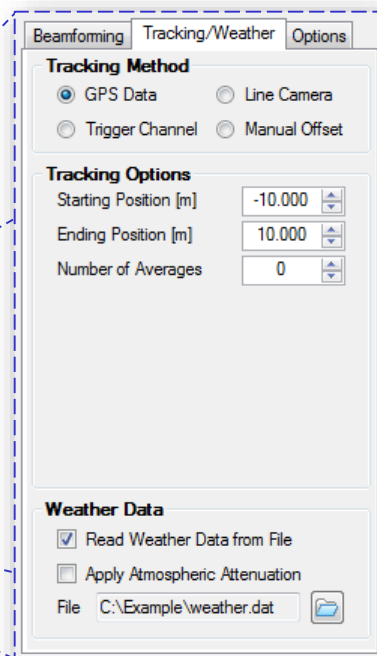 Beamforming Tracking/Weather Options
Tracking Method
GPS Data Line Camera
Trigger Channel Manual Offset
Tracking Options
Starting Position [m] -10.000
Ending Position [m] 10.000
Number of Averages 0
Weather Data
Read Weather Data from File
Apply Atmospheric Attenuation
File C:\Example\weather.dat